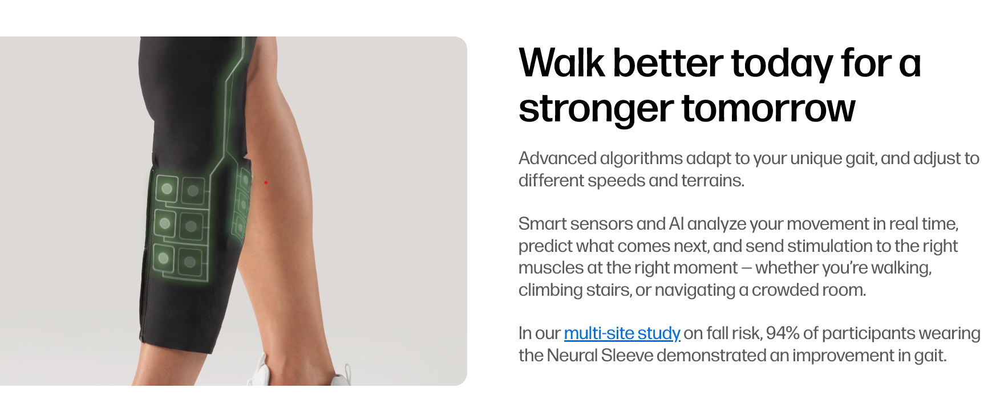 Walk better today for a
stronger tomorrow
Advanced algorithms adapt to your unique gait, and adjust to
different speeds and terrains.
Smart sensors and AI analyze your movement in real time,
predict what comes next, and send stimulation to the right
muscles at the right moment – whether you’re walking,
climbing stairs, or navigating a crowded room.
In our multi-site study on fall risk, 94% of participants wearing
the Neural Sleeve demonstrated an improvement in gait.